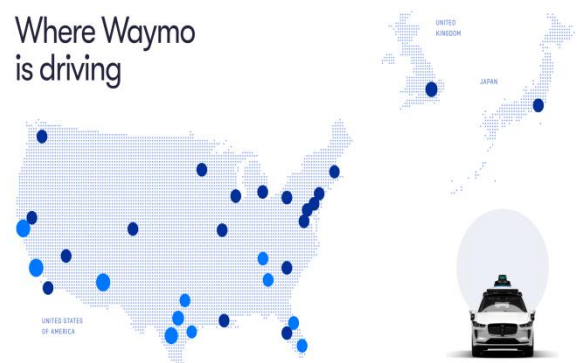 Where Waymo
is driving
UNITED
KINGDOM
JAPAN
UNITED STATES
OF AMERICA